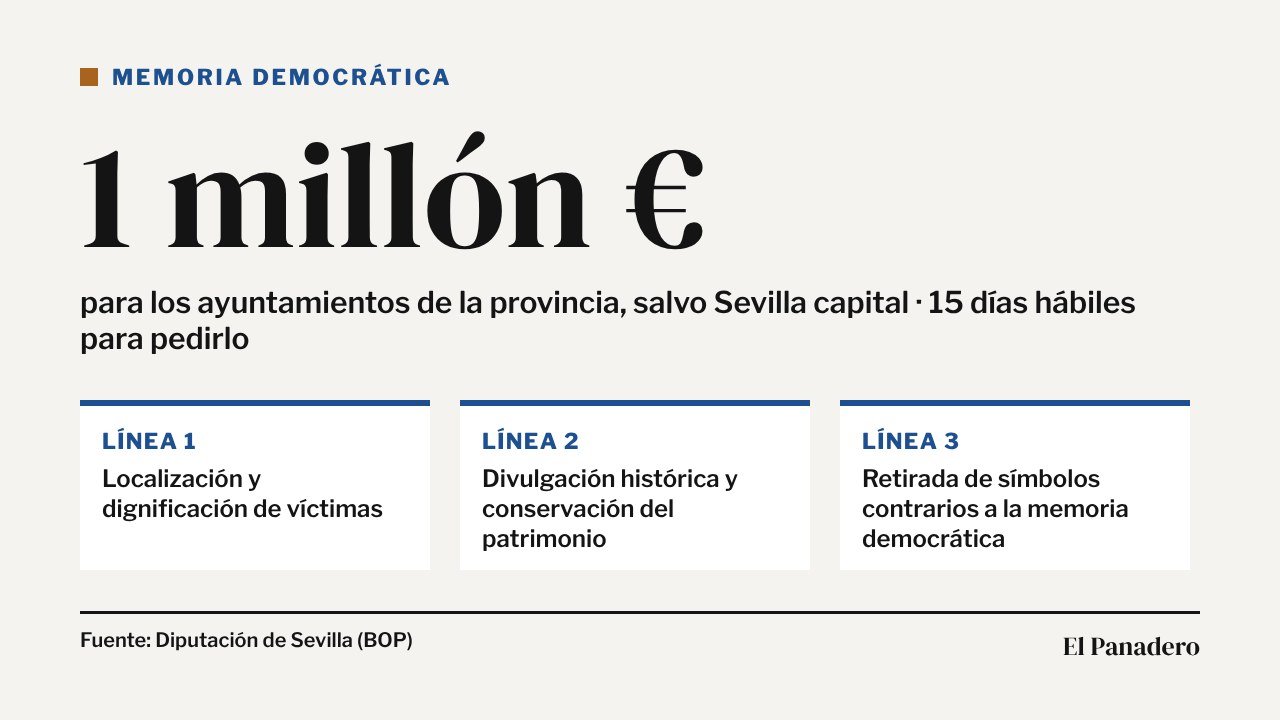 MEMORIA DEMOCRÁTICA
1 millón €
para los ayuntamientos de la provincia, salvo Sevilla capital · 15 días hábiles
para pedirlo
LÍNEA 1
Localización y
dignificación de víctimas
LÍNEA 2
Divulgación histórica y
conservación del
patrimonio
LÍNEA 3
Retirada de símbolos
contrarios a la memoria
democrática
Fuente: Diputación de Sevilla (BOP)
El Panadero